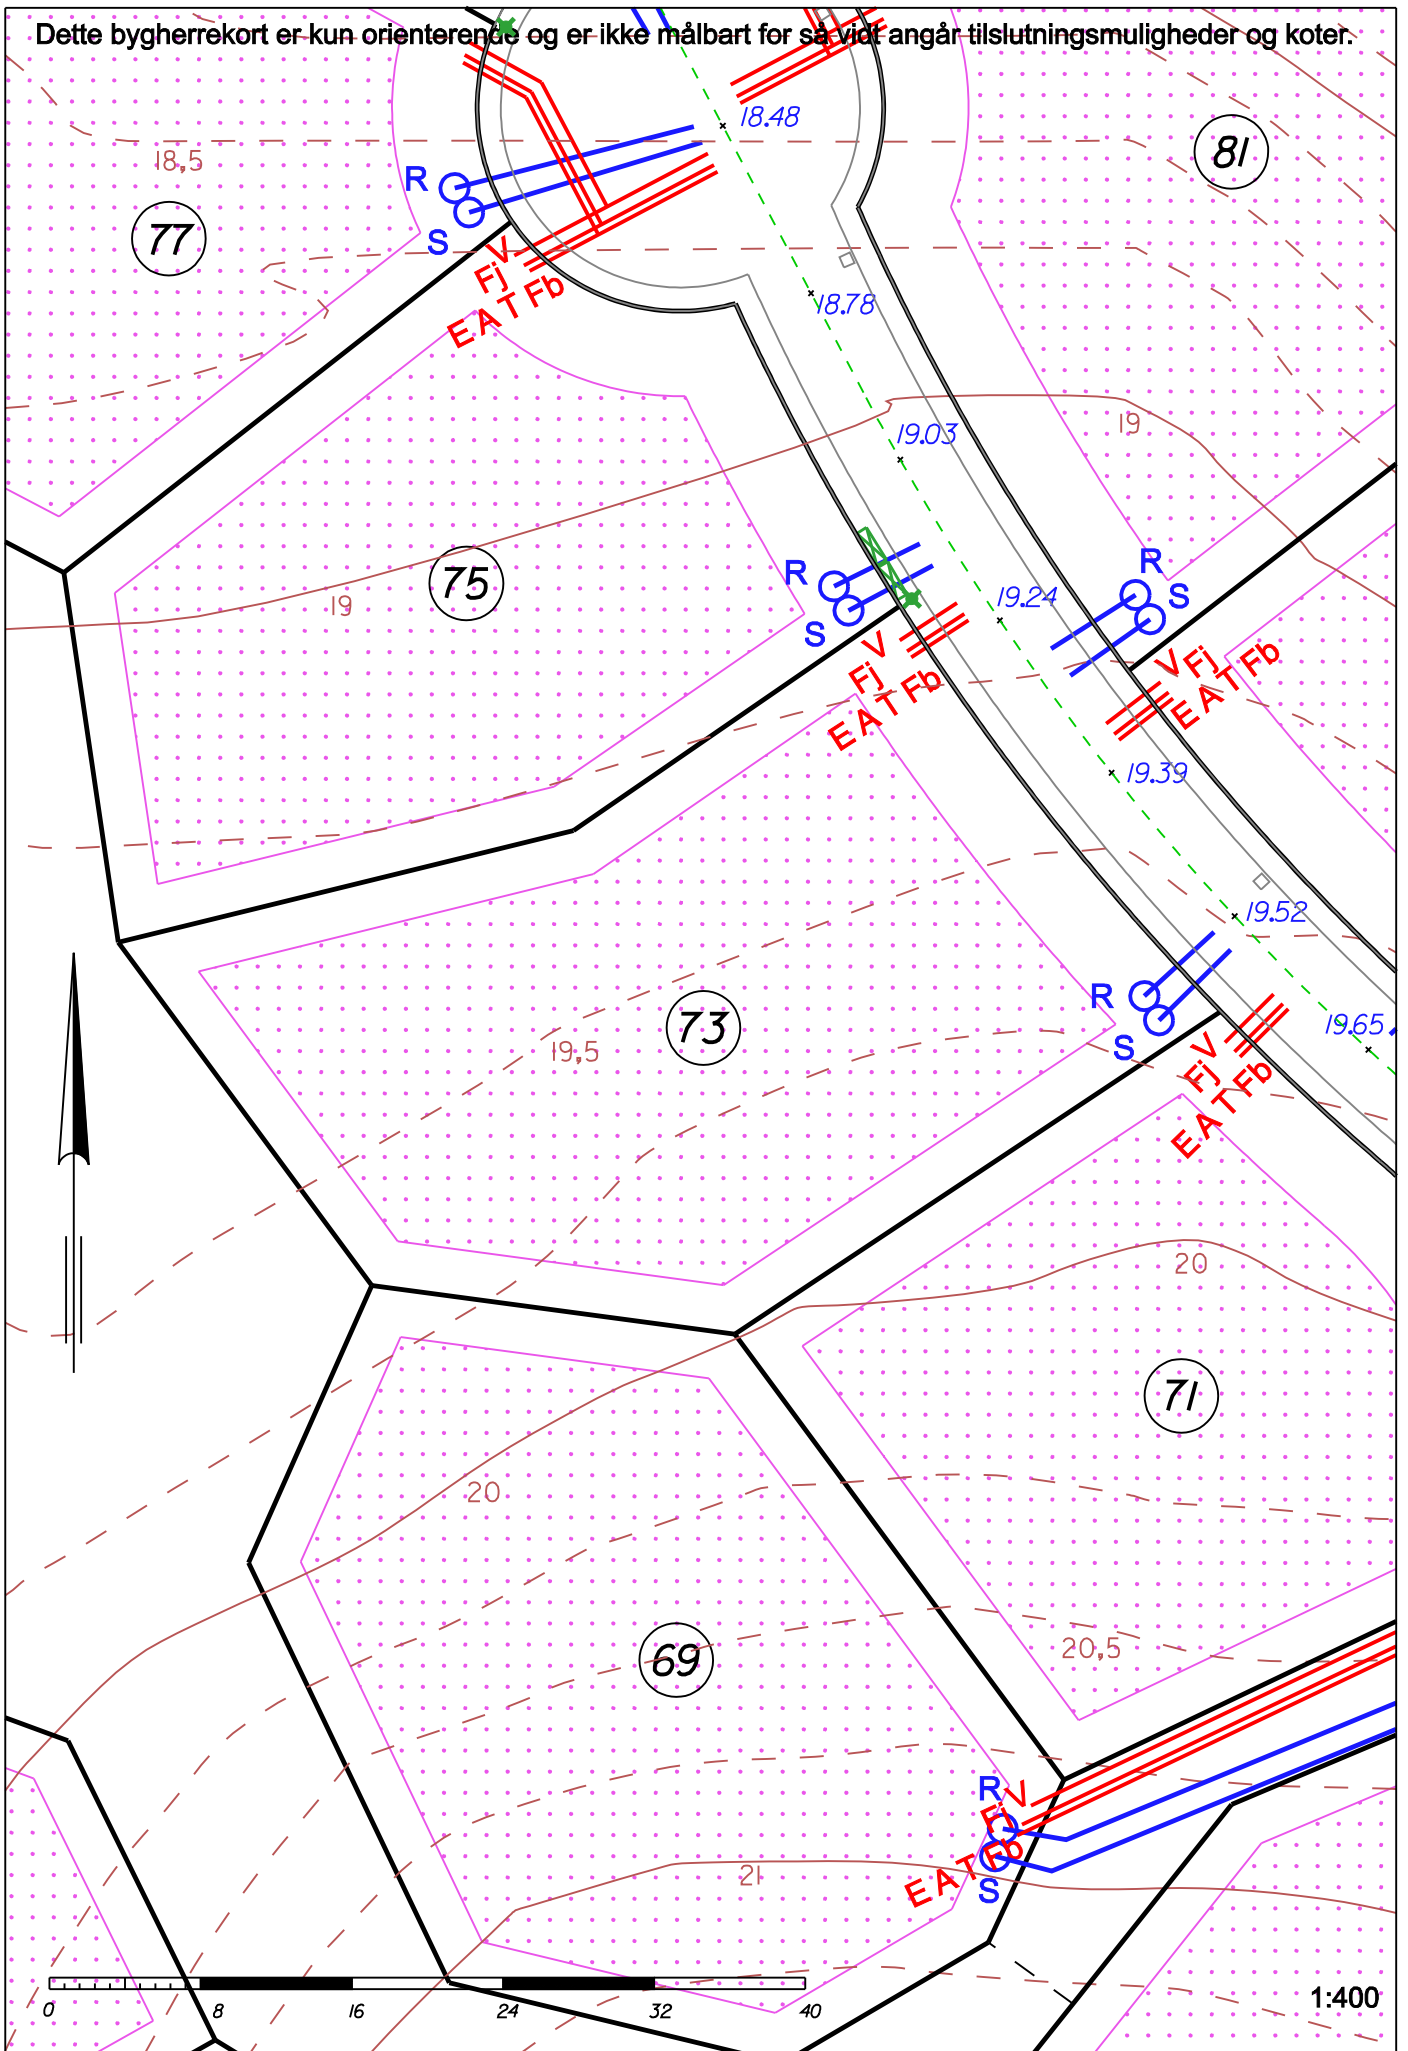 Dette bygherrekort er kun orienterende og er ikke målbart for så vidt angår tilslutningsmuligheder og koter.
18.48
81
18,5
R
77
S
V
Fj
E A T Fb
18.78
19.03
19
R
R
S
75
19
19.24
S
V
Fj
E A T Fb
V Fj
E A T Fb
19.39
19.52
R
73
19.65
19,5
S
V
Fj
E A T Fb
20
71
20
69
20,5
R
V
Fj
E A T Fb
S
21
0
8
16
24
32
40
1:400